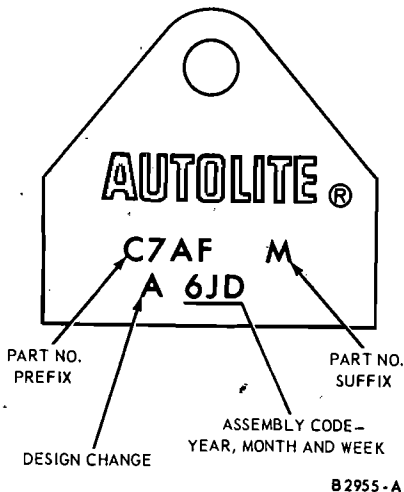 AUTOLITE ®
C7AF M
A 6JD
PART NO.
PREFIX
PART NO.
SUFFIX
ASSEMBLY CODE–
YEAR, MONTH AND WEEK
DESIGN CHANGE
B2955-A